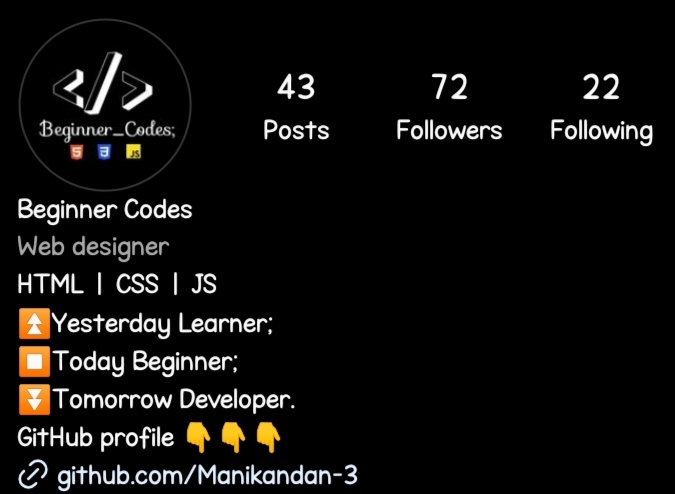 </>
Beginner_Codes;
5 3 JS
43 72 22
Posts Followers Following
Beginner Codes
Web designer
HTML | CSS | JS
⏫Yesterday Learner;
⏹Today Beginner;
⏬Tomorrow Developer.
GitHub profile 👇👇👇
github.com/Manikandan-3